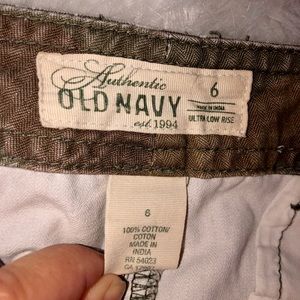 Authentic
OLD NAVY
est. 1994
6
MADE IN INDIA
ULTRA LOW RISE
6
100% COTTON/
COTON
MADE IN
INDIA
RN 54023